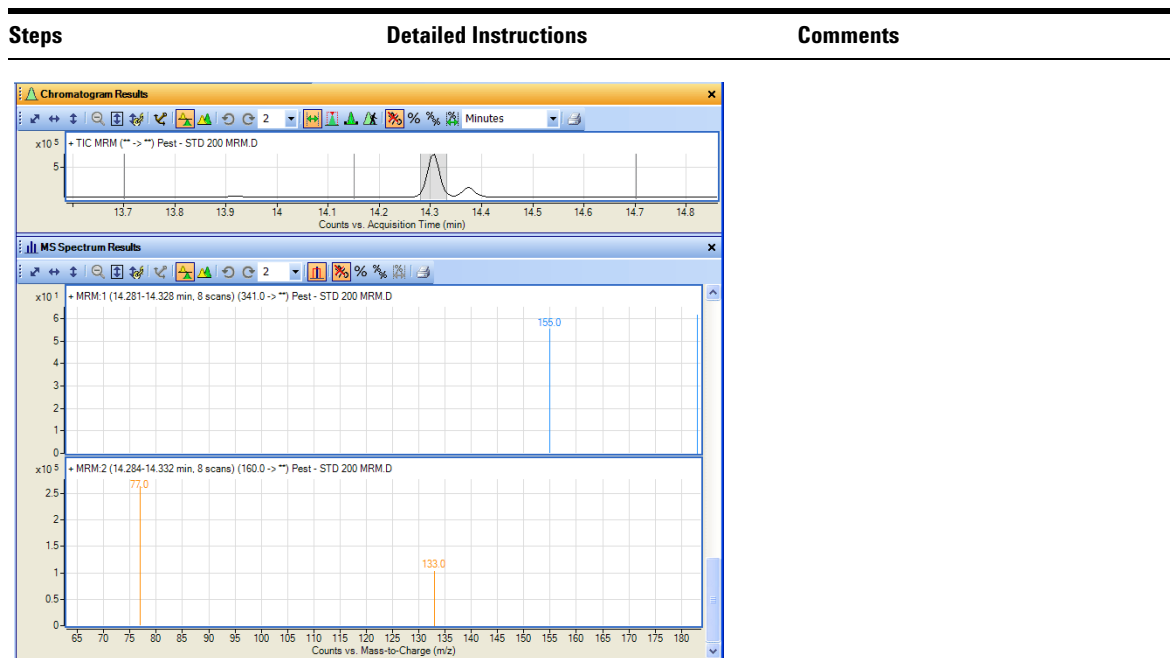 Steps Detailed Instructions Comments
Chromatogram Results
2 % Minutes
x10 5 + TIC MRM (** -> **) Pest - STD 200 MRM.D
5
13.7 13.8 13.9 14 14.1 14.2 14.3 14.4 14.5 14.6 14.7 14.8
Counts vs. Acquisition Time (min)
MS Spectrum Results
2 %
x10 1 + MRM:1 (14.281-14.328 min, 8 scans) (341.0 -> **) Pest - STD 200 MRM.D
155.0
6
5
4
3
2
1
0
x10 5 + MRM:2 (14.284-14.332 min, 8 scans) (160.0 -> **) Pest - STD 200 MRM.D
77.0
2.5
2
1.5
133.0
1
0.5
0
65 70 75 80 85 90 95 100 105 110 115 120 125 130 135 140 145 150 155 160 165 170 175 180
Counts vs. Mass-to-Charge (m/z)